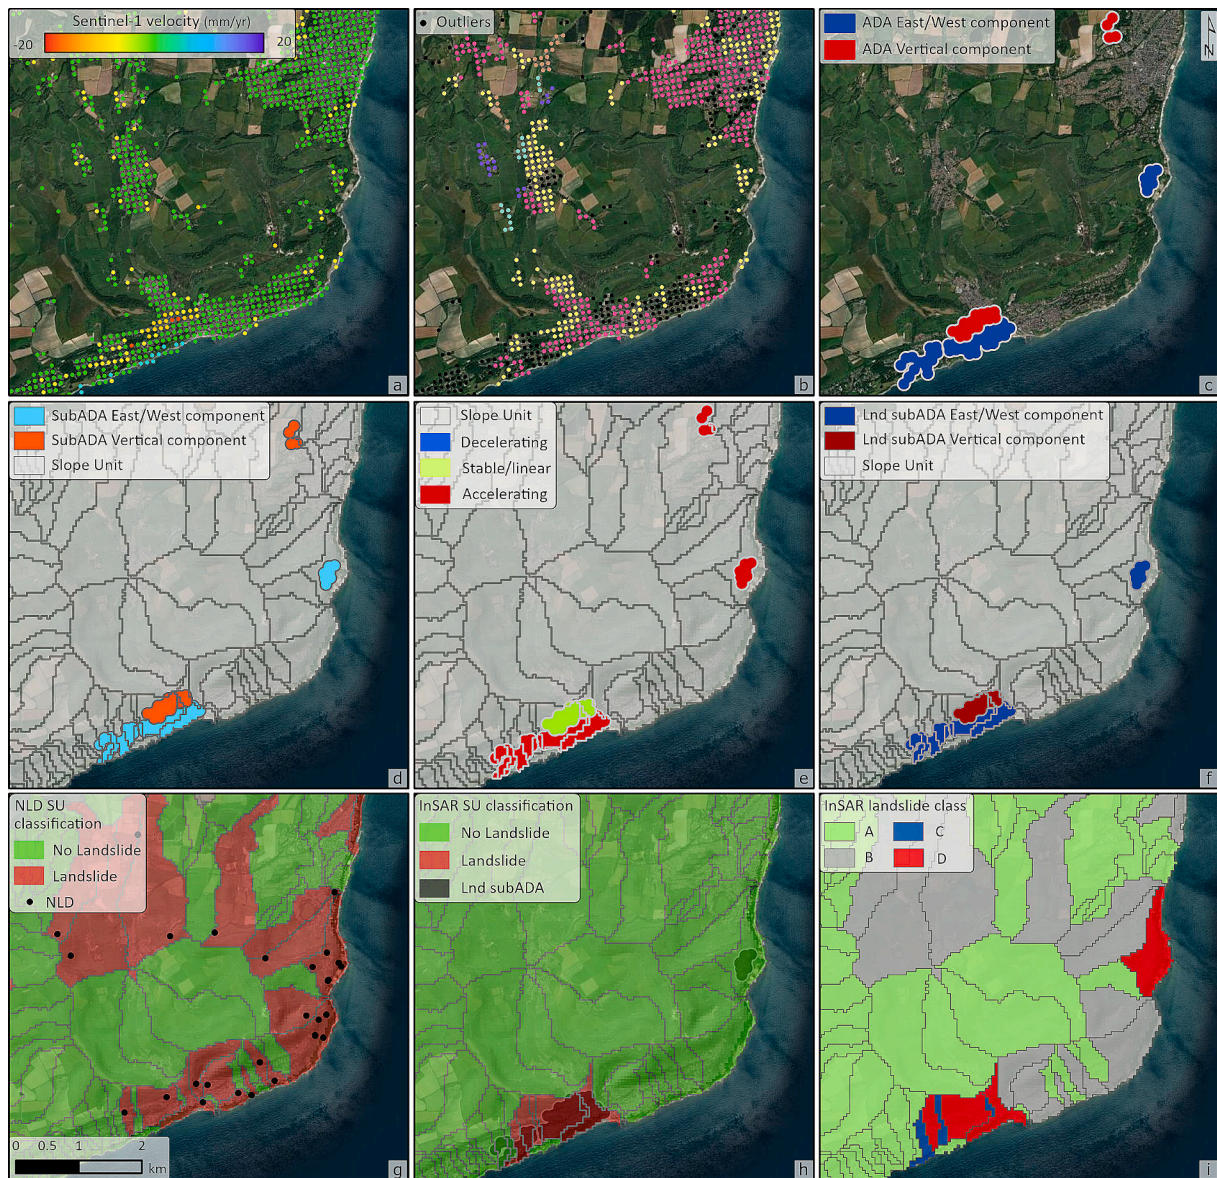 Sentinel-1 velocity (mm/yr)
-20
20
a
Outliers
b
ADA East/West component
ADA Vertical component
N
c
SubADA East/West component
SubADA Vertical component
Slope Unit
d
Slope Unit
Decelerating
Stable/linear
Accelerating
e
Lnd subADA East/West component
Lnd subADA Vertical component
Slope Unit
f
NLD SU
classification
No Landslide
Landslide
NLD
0 0.5 1 2
km
g
InSAR SU classification
No Landslide
Landslide
Lnd subADA
h
InSAR landslide class
A C
B D
i